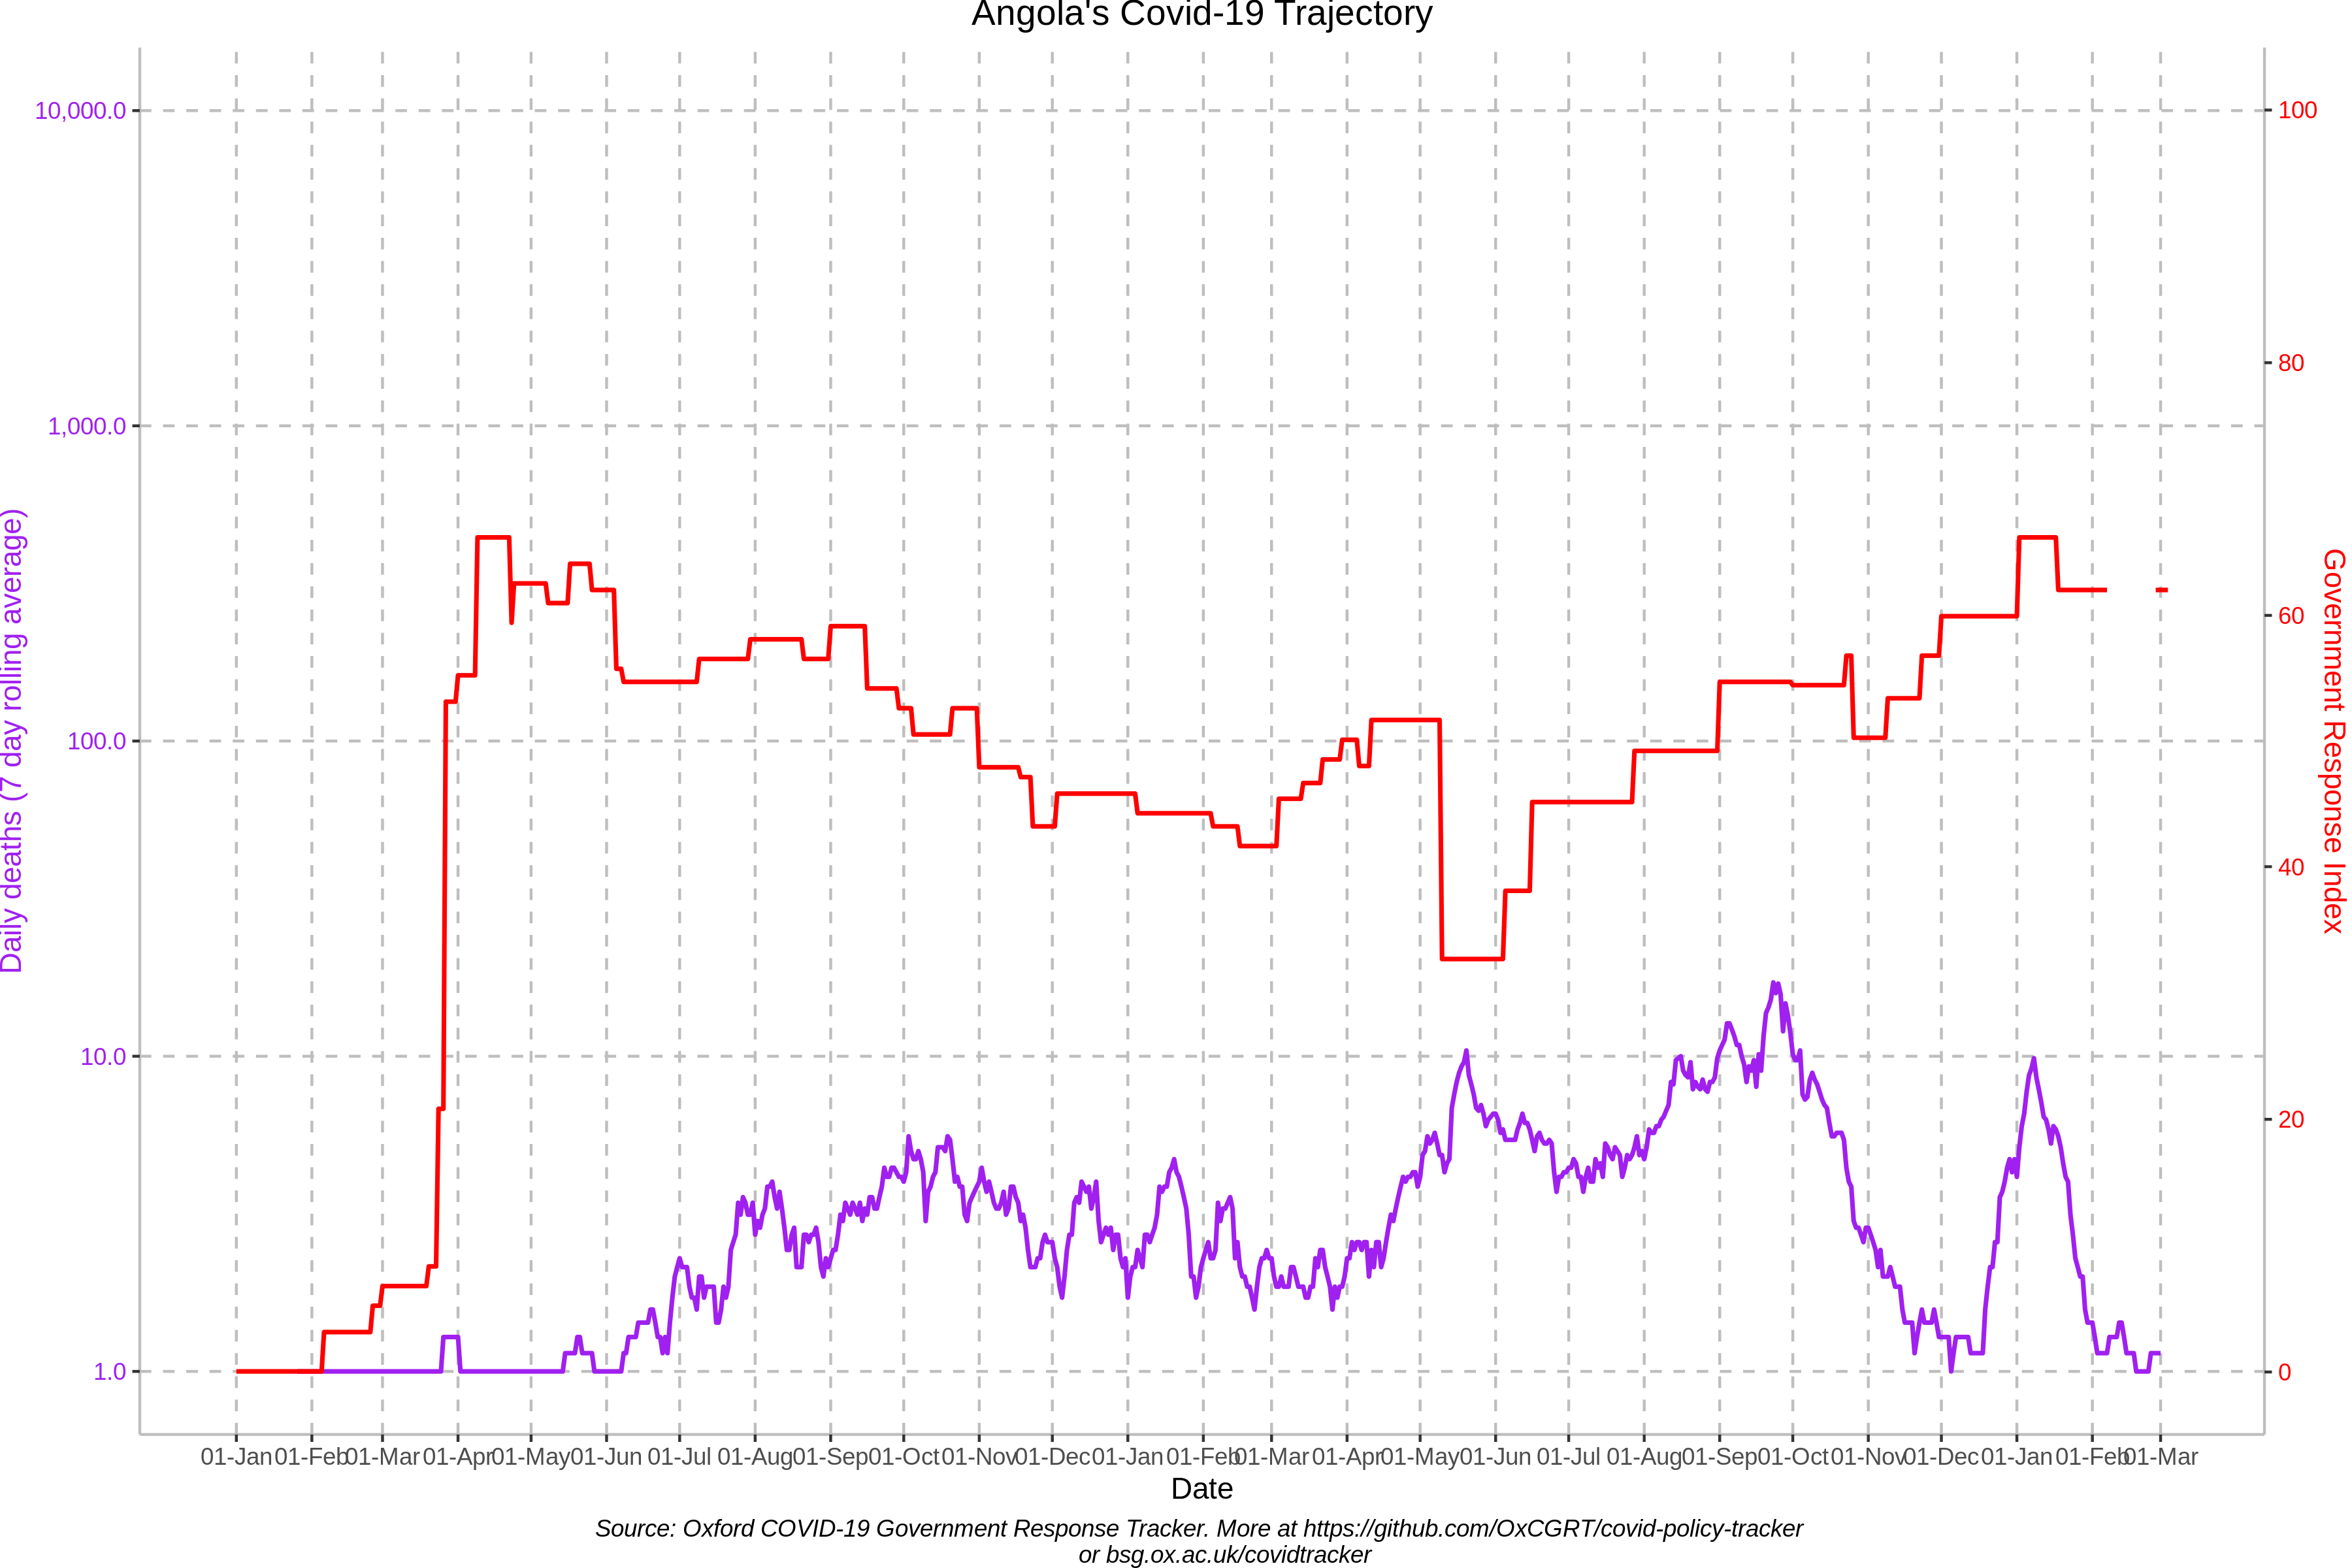 Angola's Covid-19 Trajectory
10,000.0
1,000.0
100.0
10.0
1.0
Daily deaths (7 day rolling average)
100
80
60
40
20
0
Government Response Index
01-Jan 01-Feb 01-Mar 01-Apr 01-May 01-Jun 01-Jul 01-Aug 01-Sep 01-Oct 01-Nov 01-Dec 01-Jan 01-Feb 01-Mar 01-Apr 01-May 01-Jun 01-Jul 01-Aug 01-Sep 01-Oct 01-Nov 01-Dec 01-Jan 01-Feb 01-Mar
Date
Source: Oxford COVID-19 Government Response Tracker. More at https://github.com/OxCGRT/covid-policy-tracker
or bsg.ox.ac.uk/covidtracker